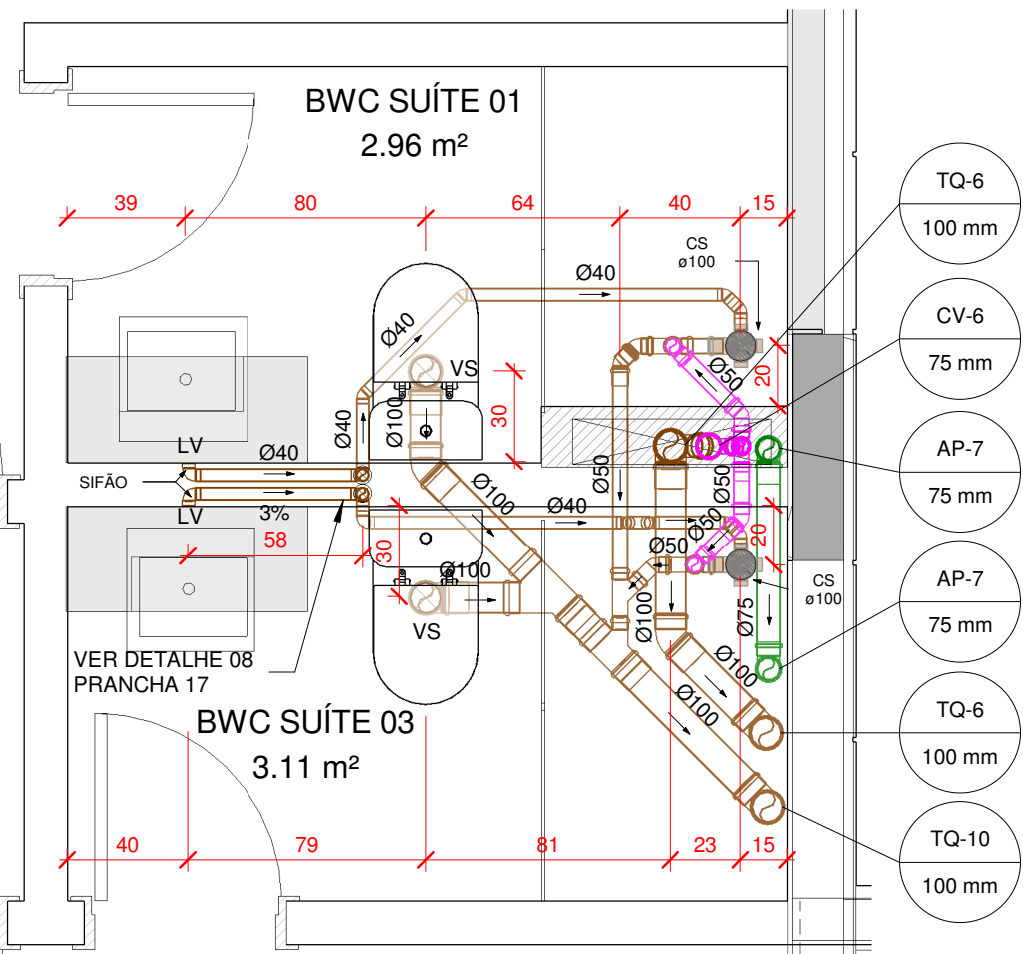 BWC SUÍTE 01
2.96 m²
39
80
64
40
15
TQ-6
100 mm
CS
ø100
Ø40
CV-6
75 mm
Ø40
VS
Ø50
20
30
Ø100
Ø40
AP-7
75 mm
LV
Ø40
SIFÃO
Ø50
Ø50
Ø100
LV
3%
Ø40
Ø50
20
58
30
Ø50
Ø100
CS
ø100
AP-7
75 mm
Ø100
Ø75
VS
VER DETALHE 08
PRANCHA 17
Ø100
Ø100
BWC SUÍTE 03
3.11 m²
TQ-6
100 mm
TQ-10
100 mm
40
79
81
23
15